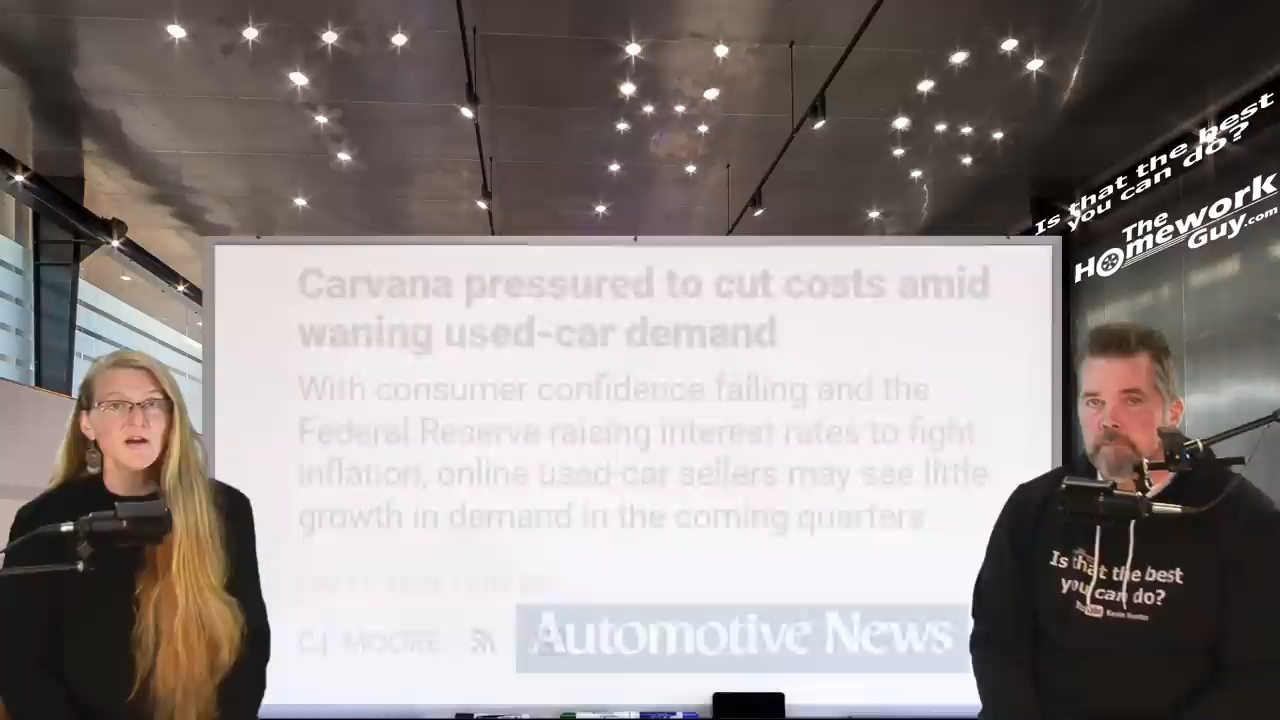 Is that the best
you can do?
The
Homework
Guy.com
Carvana pressured to cut costs amid
waning used-car demand
With consumer confidence falling and the
Federal Reserve raising interest rates to fight
inflation, online used-car sellers may see little
growth in demand in the coming quarters
C.J. MOORE
Automotive News
Is that the best
you can do?
Kevin Hunter